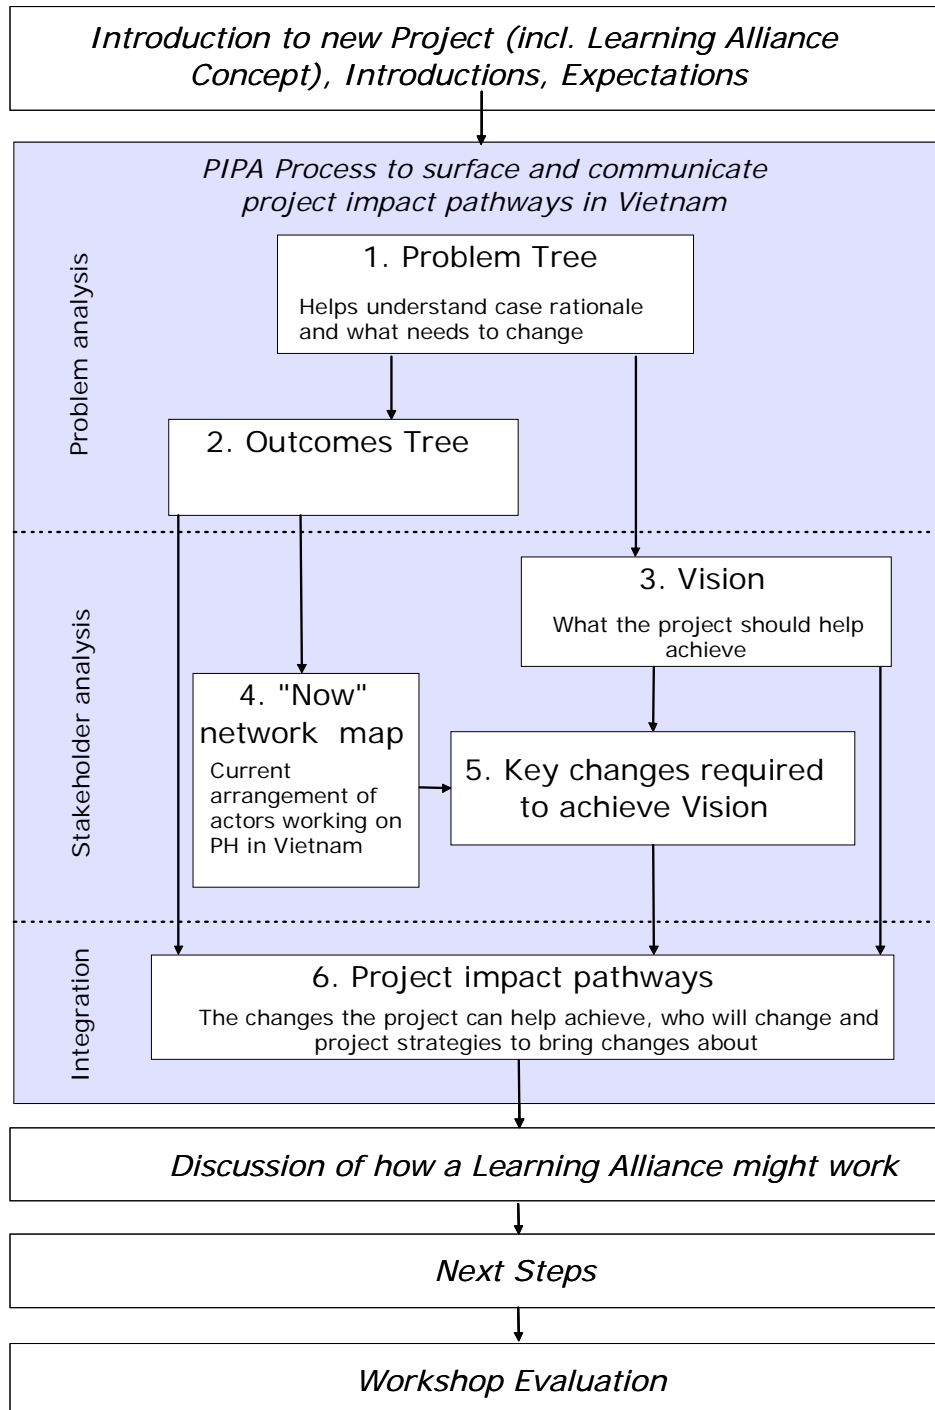 Introduction to new Project (incl. Learning Alliance
Concept), Introductions, Expectations
PIPA Process to surface and communicate
project impact pathways in Vietnam
Problem analysis
1. Problem Tree
Helps understand case rationale
and what needs to change
2. Outcomes Tree
Stakeholder analysis
3. Vision
What the project should help
achieve
4. "Now"
network map
Current
arrangement of
actors working on
PH in Vietnam
5. Key changes required
to achieve Vision
Integration
6. Project impact pathways
The changes the project can help achieve, who will change and
project strategies to bring changes about
Discussion of how a Learning Alliance might work
Next Steps
Workshop Evaluation